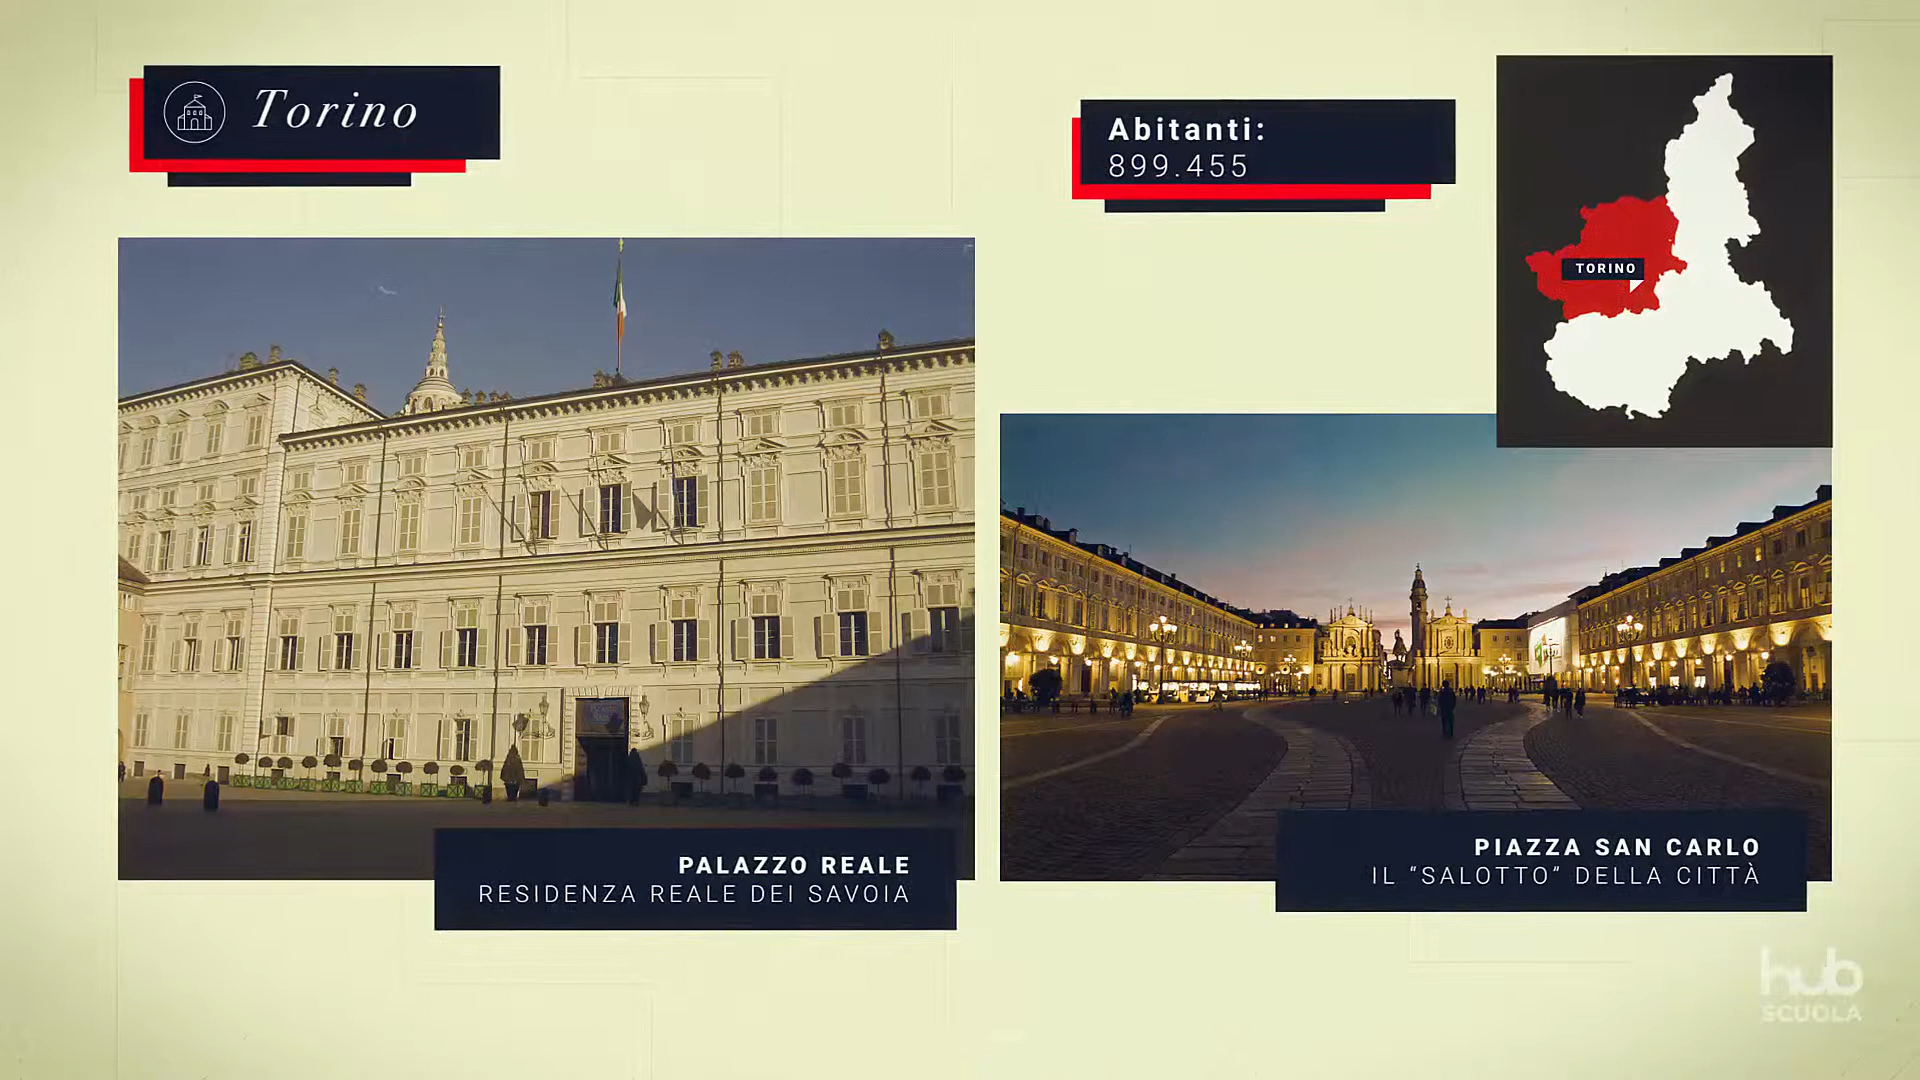 Torino
Abitanti:
899.455
TORINO
PALAZZO REALE
RESIDENZA REALE DEI SAVOIA
PIAZZA SAN CARLO
IL “SALOTTO” DELLA CITTÀ
hub
SCUOLA